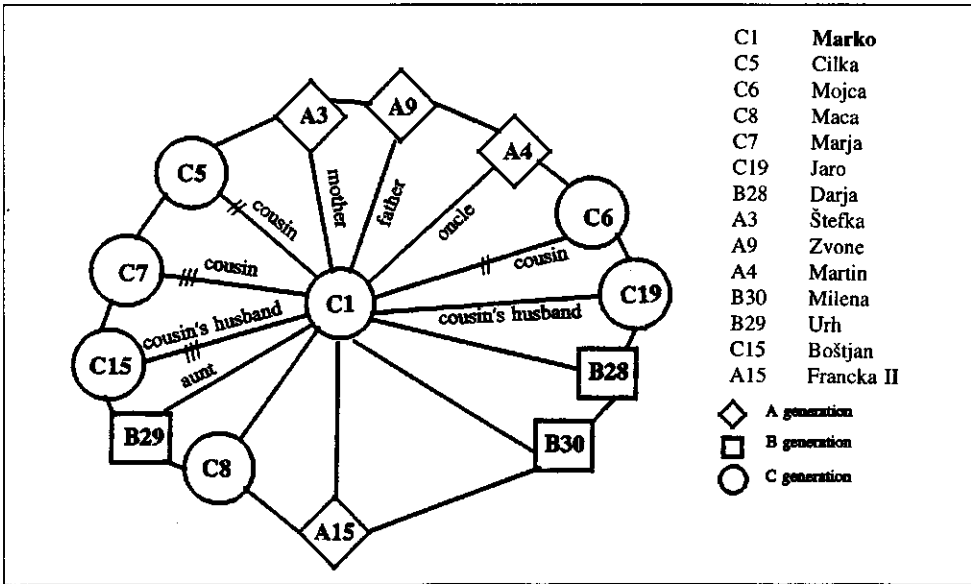 C1 Marko
C5 Cilka
C6 Mojca
C8 Maca
C7 Marja
C19 Jaro
B28 Darja
A3 Štefka
A9 Zvone
A4 Martin
B30 Milena
B29 Urh
C15 Boštjan
A15 Francka II
A generation
B generation
C generation
A3
A9
A4
C5
C6
mother
father
oncle
cousin
cousin
C7
cousin
C1
C19
cousin's husband
cousin's husband
C15
aunt
B28
B29
C8
B30
A15